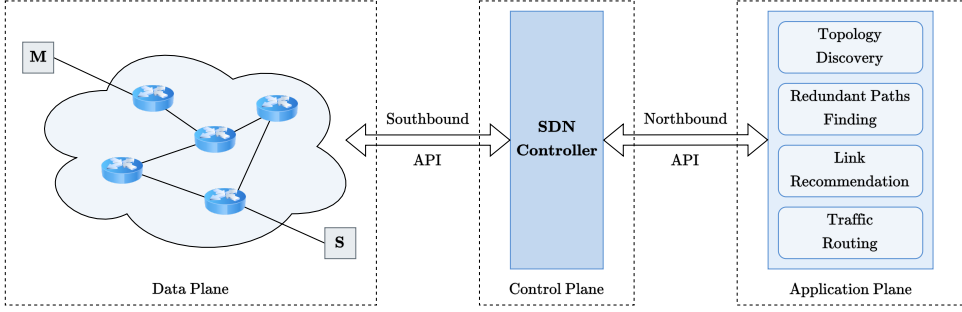 M
S
Data Plane
Southbound
API
SDN
Controller
Control Plane
Northbound
API
Topology
Discovery
Redundant Paths
Finding
Link
Recommendation
Traffic
Routing
Application Plane